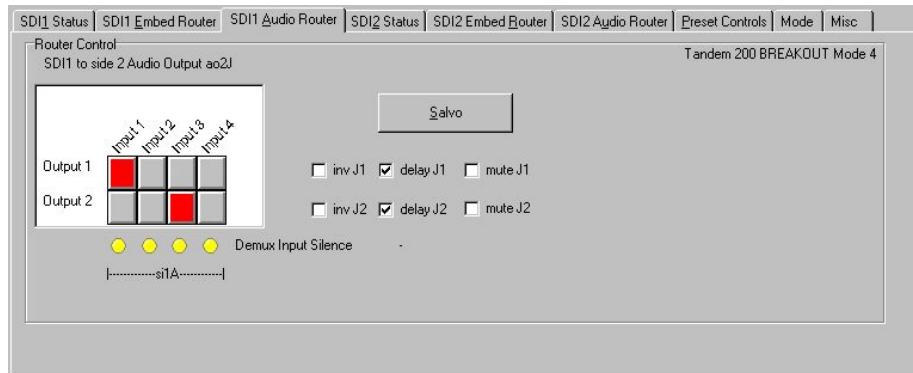 SDI1 Status SDI1 Embed Router SDI1 Audio Router SDI2 Status SDI2 Embed Router SDI2 Audio Router Preset Controls Mode Misc
Router Control
SDI1 to side 2 Audio Output ao2J
Tandem 200 BREAKOUT Mode 4
Salvo
Input 1 Input 2 Input 3 Input 4
Output 1
inv J1 delay J1 mute J1
Output 2
inv J2 delay J2 mute J2
Demux Input Silence -
|------------si1A------------|